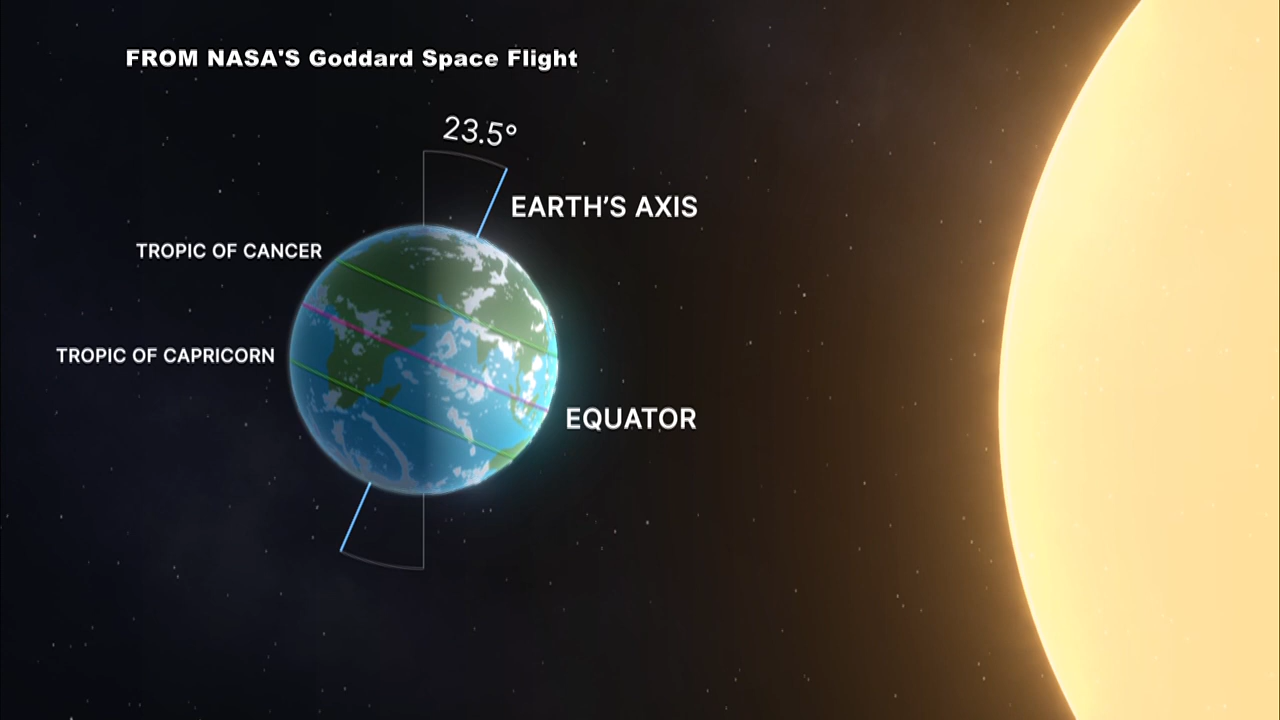 FROM NASA'S Goddard Space Flight
23.5°
EARTH’S AXIS
TROPIC OF CANCER
TROPIC OF CAPRICORN
EQUATOR